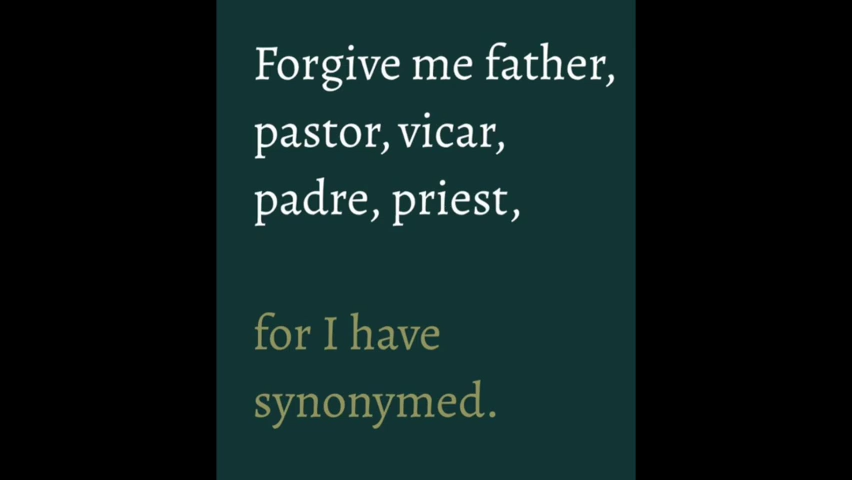 Forgive me father,
pastor, vicar,
padre, priest,
for I have
synonymed.